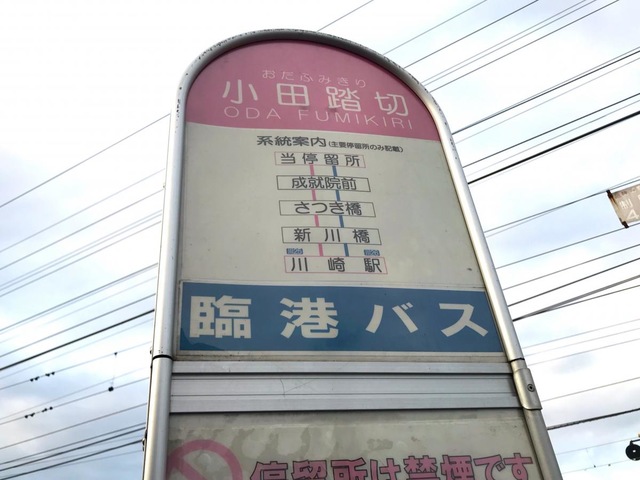 おだふみきり
小田踏切
ODA FUMIKIRI
系統案内(主要停留所のみ記載)
当停留所
成就院前
さつき橋
新川橋
川崎駅
臨港バス
停留所は禁煙です